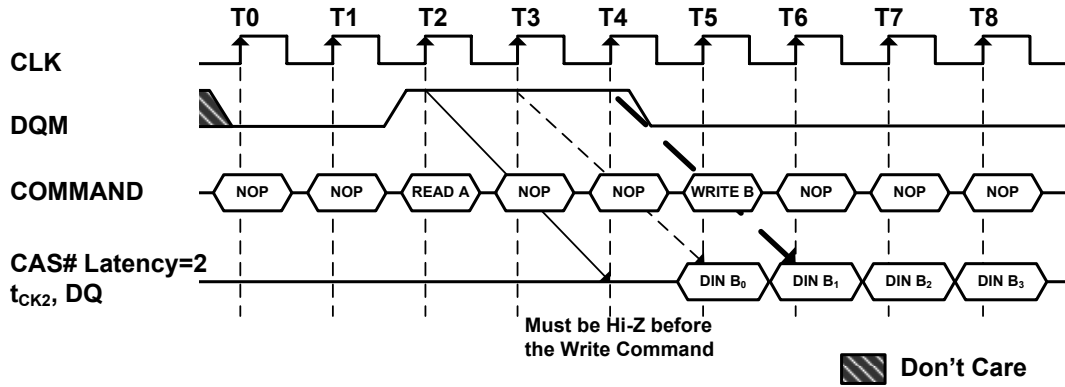 T0 T1 T2 T3 T4 T5 T6 T7 T8
CLK
DQM
COMMAND NOP NOP READ A NOP NOP WRITE B NOP NOP NOP
CAS# Latency=2
tCK2, DQ DIN B0 DIN B1 DIN B2 DIN B3
Must be Hi-Z before
the Write Command
Don't Care